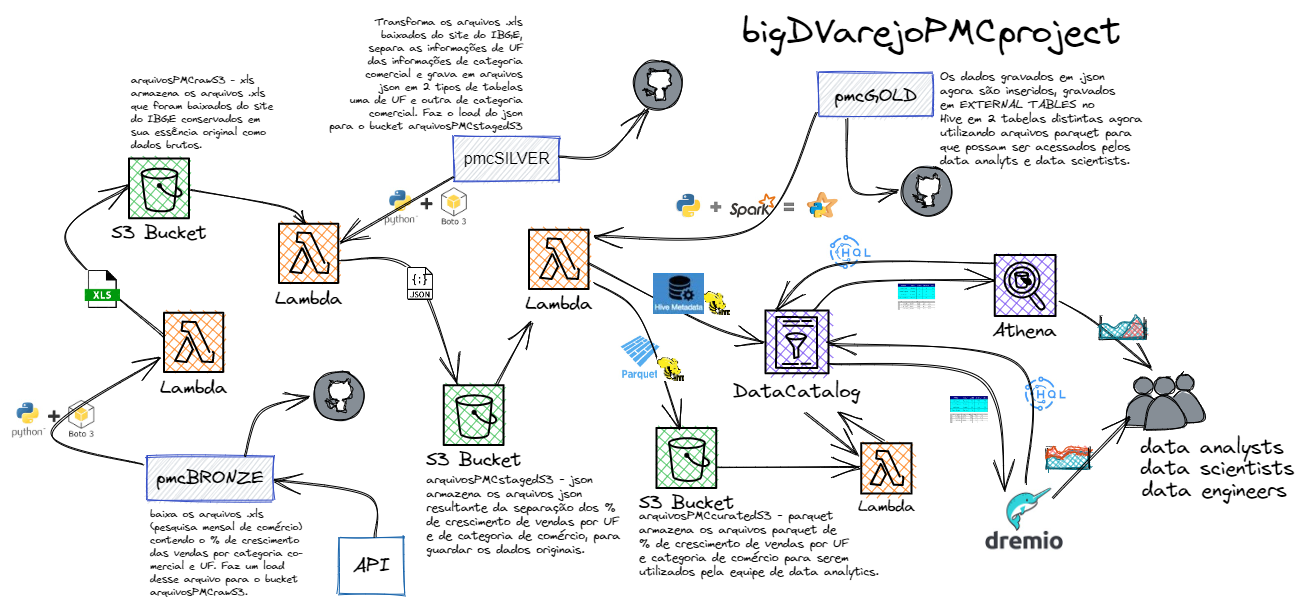 bigDVarejoPMCproject
Transforma os arquivos .xls
baixados do site do IBGE,
separa as informações de UF
das informações de categoria
comercial e grava em arquivos
json em 2 tipos de tabelas
uma de UF e outra de categoria
comercial. Faz o load do json
para o bucket arquivosPMCstagedS3
arquivosPMCrawS3 - xls
armazena os arquivos .xls
que foram baixados do site
do IBGE conservados em
sua essência original como
dados brutos.
pmcGOLD
Os dados gravados em .json
agora são inseridos, gravados
em EXTERNAL TABLES no
Hive em 2 tabelas distintas agora
utilizando arquivos parquet para
que possam ser acessados pelos
data analyts e data scientists.
pmcSILVER
python
+
Boto 3
+
Spark
=
S3 Bucket
Lambda
JSON
Lambda
HQL
Hive Metadata
HIVE
Athena
XLS
Lambda
Parquet
HIVE
DataCatalog
HQL
python
+
Boto 3
pmcBRONZE
baixa os arquivos .xls
(pesquisa mensal de comércio)
contendo o % de crescimento
das vendas por categoria co-
mercial e UF. Faz um load
desse arquivo para o bucket
arquivosPMCrawS3.
API
S3 Bucket
arquivosPMCstagedS3 - json
armazena os arquivos json
resultante da separação dos %
de crescimento de vendas por UF
e de categoria de comércio, para
guardar os dados originais.
S3 Bucket
arquivosPMCcuratedS3 - parquet
armazena os arquivos parquet de
% de crescimento de vendas por UF
e categoria de comércio para serem
utilizados pela equipe de data analytics.
Lambda
dremio
data analysts
data scientists
data engineers